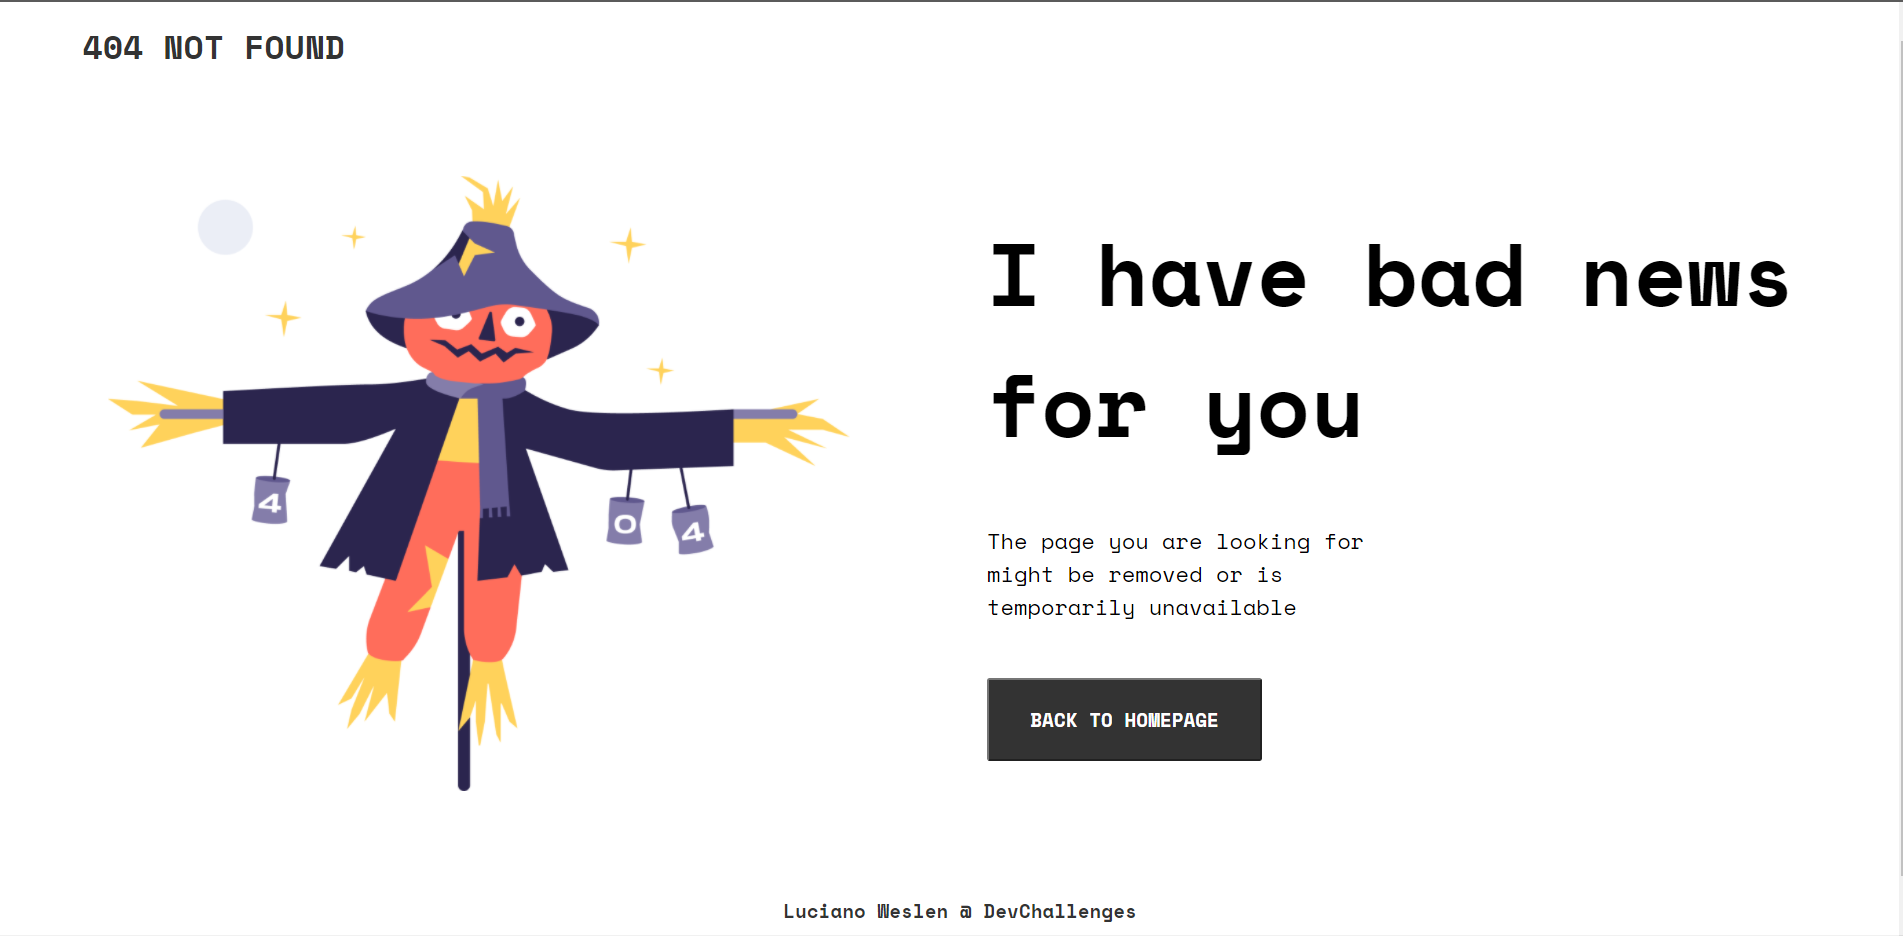 404 NOT FOUND
4
0
4
I have bad news
for you
The page you are looking for
might be removed or is
temporarily unavailable
BACK TO HOMEPAGE
Luciano Weslen @ DevChallenges